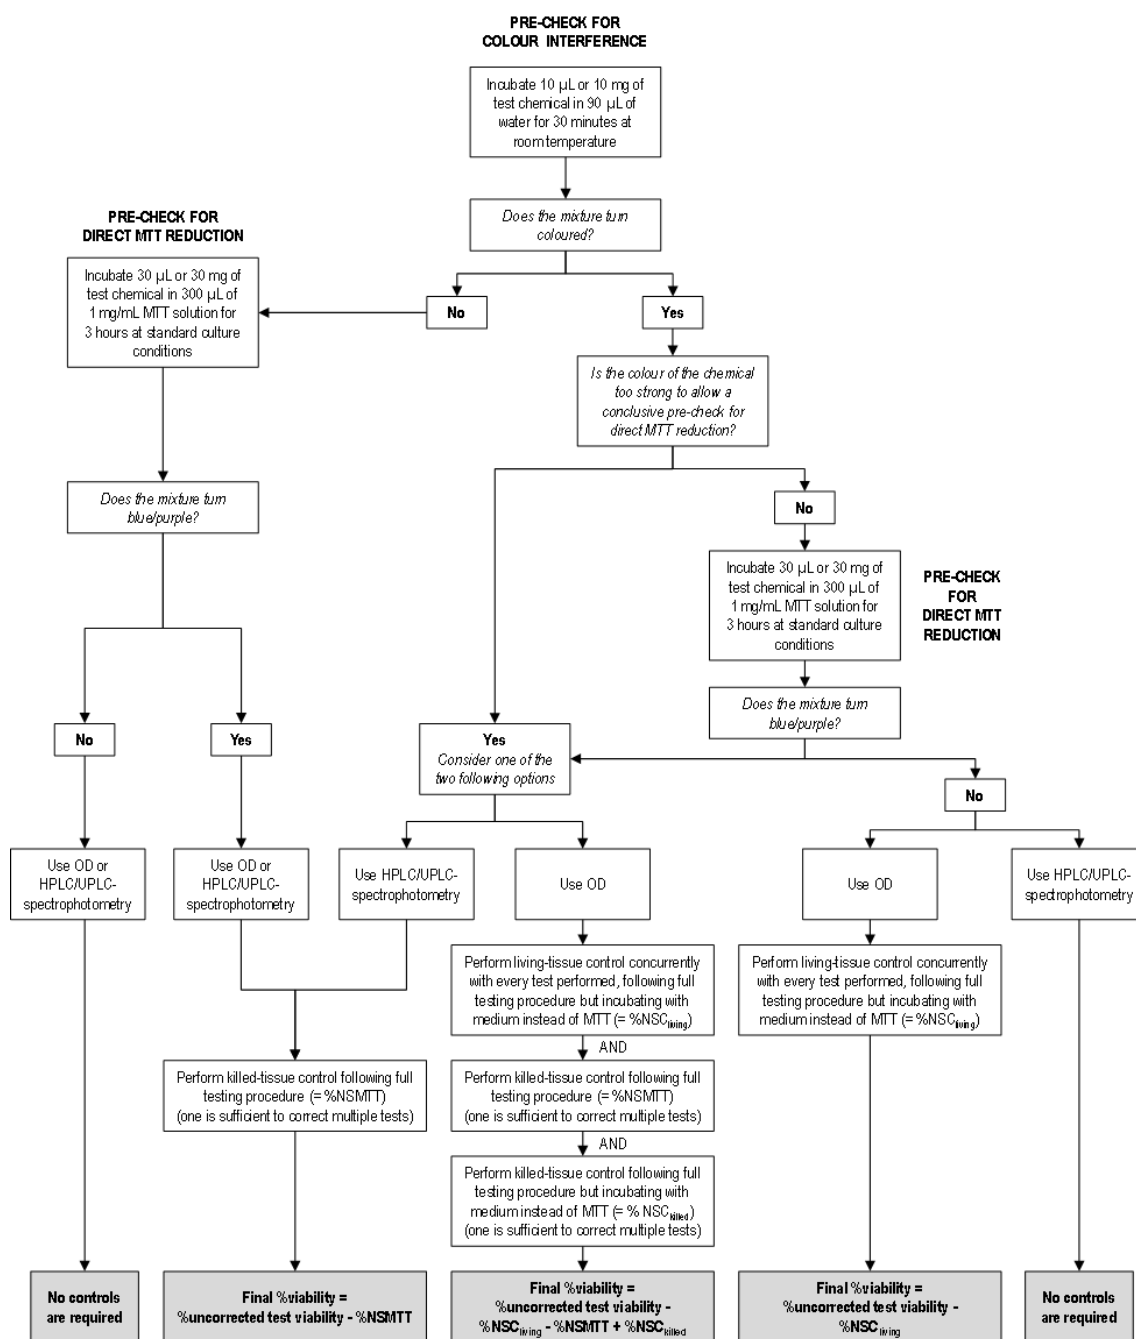 PRE-CHECK FOR
COLOUR INTERFERENCE
Incubate 10 µL or 10 mg of
test chemical in 90 µL of
water for 30 minutes at
room temperature
Does the mixture turn
coloured?
PRE-CHECK FOR
DIRECT MTT REDUCTION
Incubate 30 µL or 30 mg of
test chemical in 300 µL of
1 mg/mL MTT solution for
3 hours at standard culture
conditions
No
Yes
Is the colour of the chemical
too strong to allow a
conclusive pre-check for
direct MTT reduction?
Does the mixture turn
blue/purple?
No
Incubate 30 µL or 30 mg of
test chemical in 300 µL of
1 mg/mL MTT solution for
3 hours at standard culture
conditions
PRE-CHECK
FOR
DIRECT MTT
REDUCTION
Does the mixture turn
blue/purple?
No
Yes
Yes
Consider one of the
two following options
No
Use OD or
HPLC/UPLC-
spectrophotometry
Use OD or
HPLC/UPLC-
spectrophotometry
Use HPLC/UPLC-
spectrophotometry
Use OD
Use OD
Use HPLC/UPLC-
spectrophotometry
Perform living-tissue control concurrently
with every test performed, following full
testing procedure but incubating with
medium instead of MTT (= %NSCliving)
Perform living-tissue control concurrently
with every test performed, following full
testing procedure but incubating with
medium instead of MTT (= %NSCliving)
AND
Perform killed-tissue control following full
testing procedure (= %NSMTT)
(one is sufficient to correct multiple tests)
Perform killed-tissue control following full
testing procedure (= %NSMTT)
(one is sufficient to correct multiple tests)
AND
Perform killed-tissue control following full
testing procedure but incubating with
medium instead of MTT (= % NSCkilled)
(one is sufficient to correct multiple tests)
No controls
are required
Final %viability =
%uncorrected test viability - %NSMTT
Final %viability =
%uncorrected test viability -
%NSCliving - %NSMTT + %NSCkilled
Final %viability =
%uncorrected test viability -
%NSCliving
No controls
are required